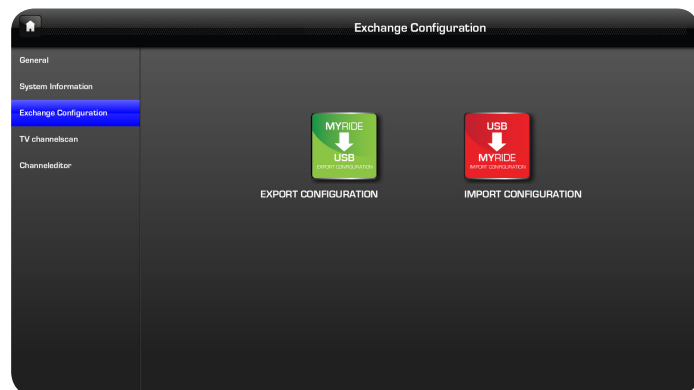 Exchange Configuration
General
System Information
Exchange Configuration
TV channelscan
Channeleditor
MYRIDE
USB
EXPORT CONFIGURATION
EXPORT CONFIGURATION
USB
MYRIDE
IMPORT CONFIGURATION
IMPORT CONFIGURATION